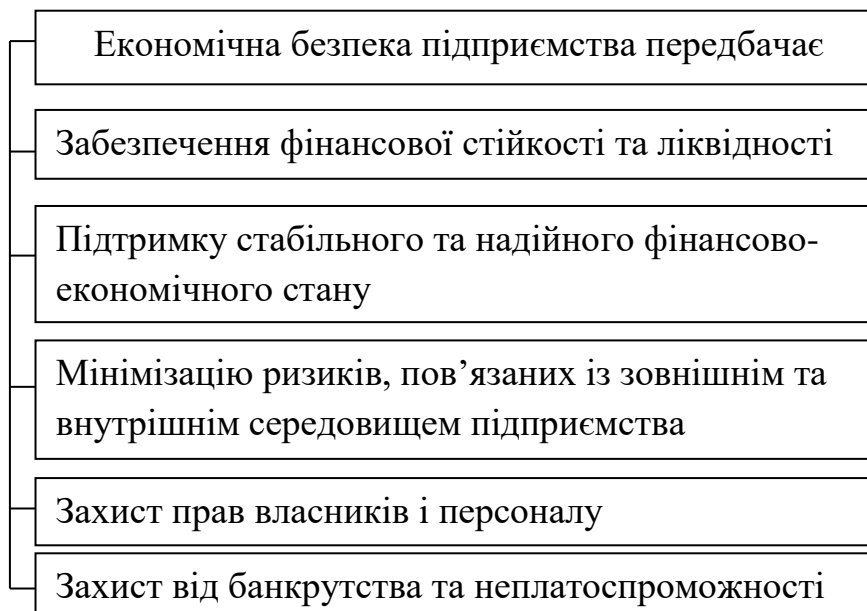 Економічна безпека підприємства передбачає
Забезпечення фінансової стійкості та ліквідності
Підтримку стабільного та надійного фінансово-
економічного стану
Мінімізацію ризиків, пов’язаних із зовнішнім та
внутрішнім середовищем підприємства
Захист прав власників і персоналу
Захист від банкрутства та неплатоспроможності